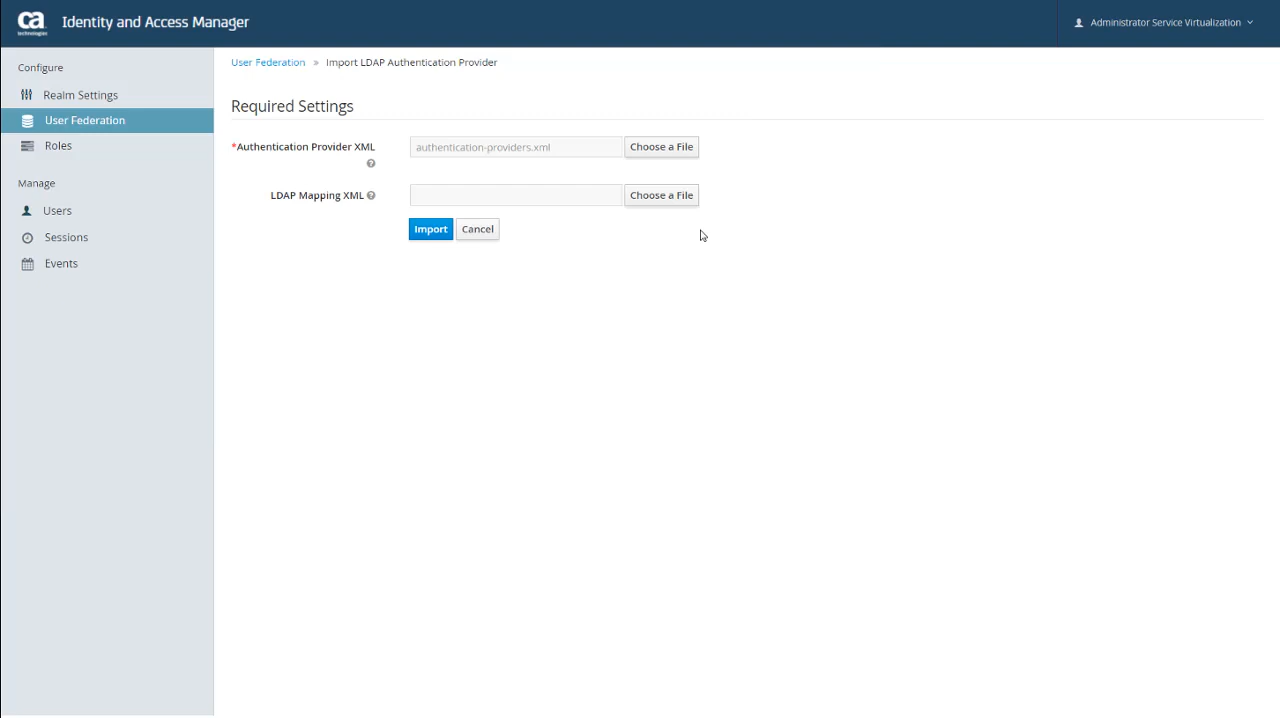 ca
technologies
Identity and Access Manager
Administrator Service Virtualization
Configure
Realm Settings
User Federation
Roles
Manage
Users
Sessions
Events
User Federation » Import LDAP Authentication Provider
Required Settings
*Authentication Provider XML
authentication-providers.xml
Choose a File
LDAP Mapping XML
Choose a File
Import
Cancel